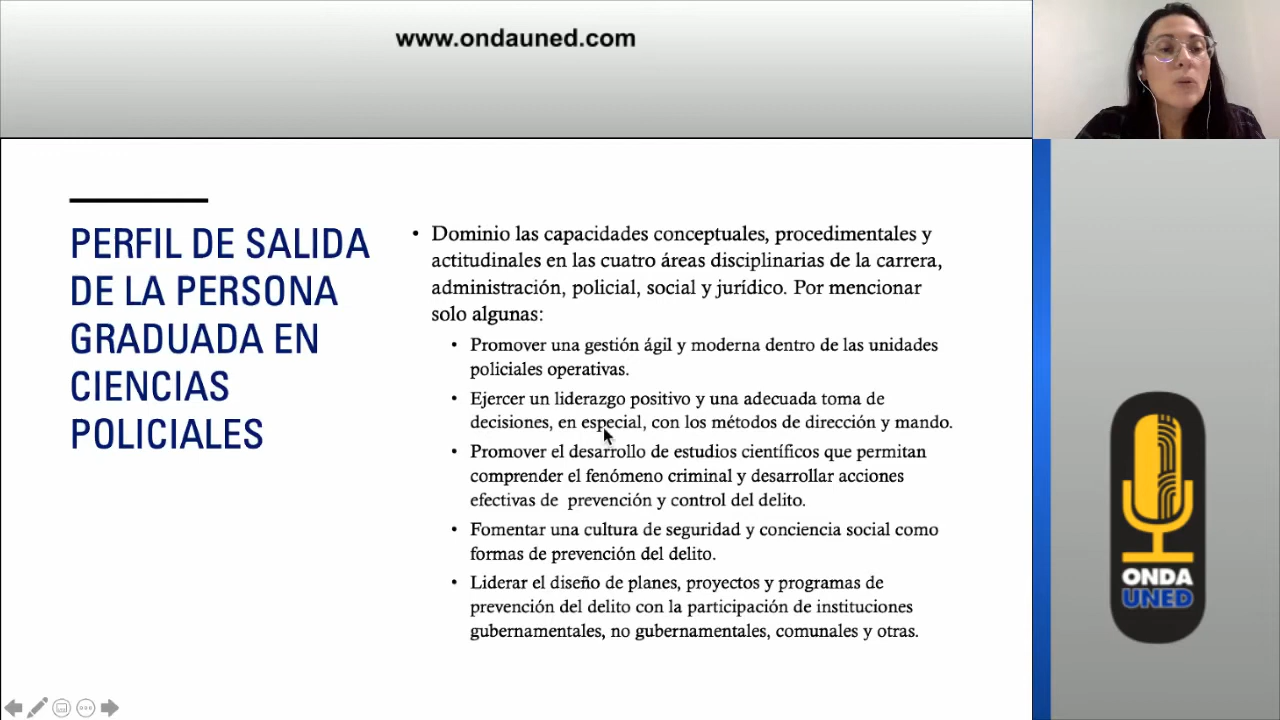 www.ondauned.com
PERFIL DE SALIDA
DE LA PERSONA
GRADUADA EN
CIENCIAS
POLICIALES
• Dominio las capacidades conceptuales, procedimentales y
actitudinales en las cuatro áreas disciplinarias de la carrera,
administración, policial, social y jurídico. Por mencionar
solo algunas:
• Promover una gestión ágil y moderna dentro de las unidades
policiales operativas.
• Ejercer un liderazgo positivo y una adecuada toma de
decisiones, en especial, con los métodos de dirección y mando.
• Promover el desarrollo de estudios científicos que permitan
comprender el fenómeno criminal y desarrollar acciones
efectivas de prevención y control del delito.
• Fomentar una cultura de seguridad y conciencia social como
formas de prevención del delito.
• Liderar el diseño de planes, proyectos y programas de
prevención del delito con la participación de instituciones
gubernamentales, no gubernamentales, comunales y otras.
ONDA
UNED